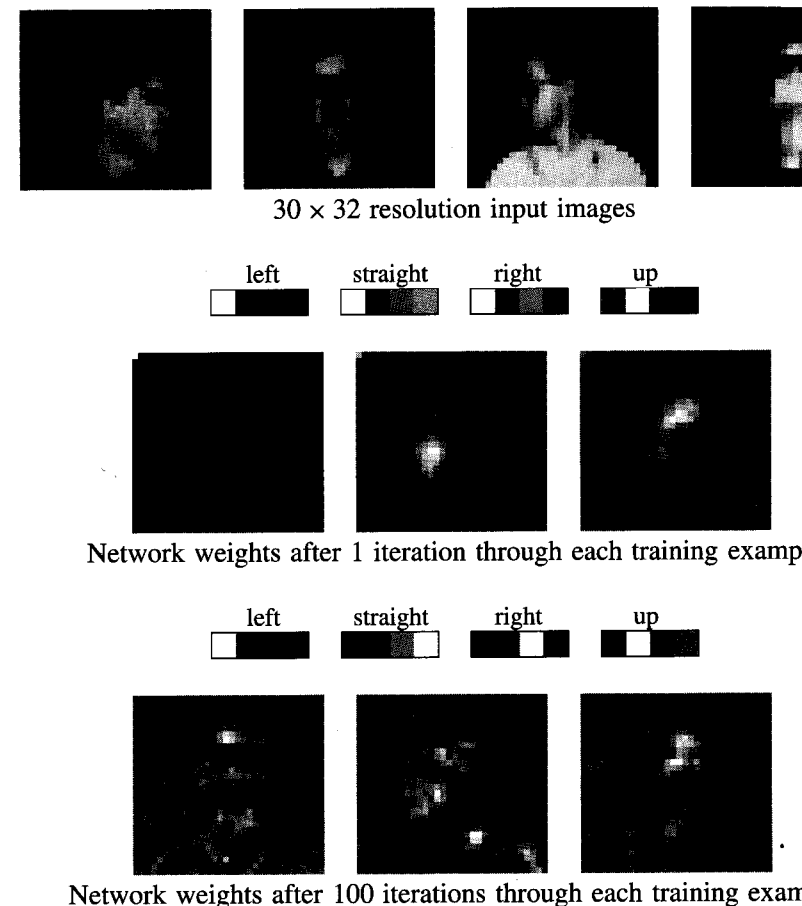 30 × 32 resolution input images
left straight right up
Network weights after 1 iteration through each training examp
left straight right up
Network weights after 100 iterations through each training exam